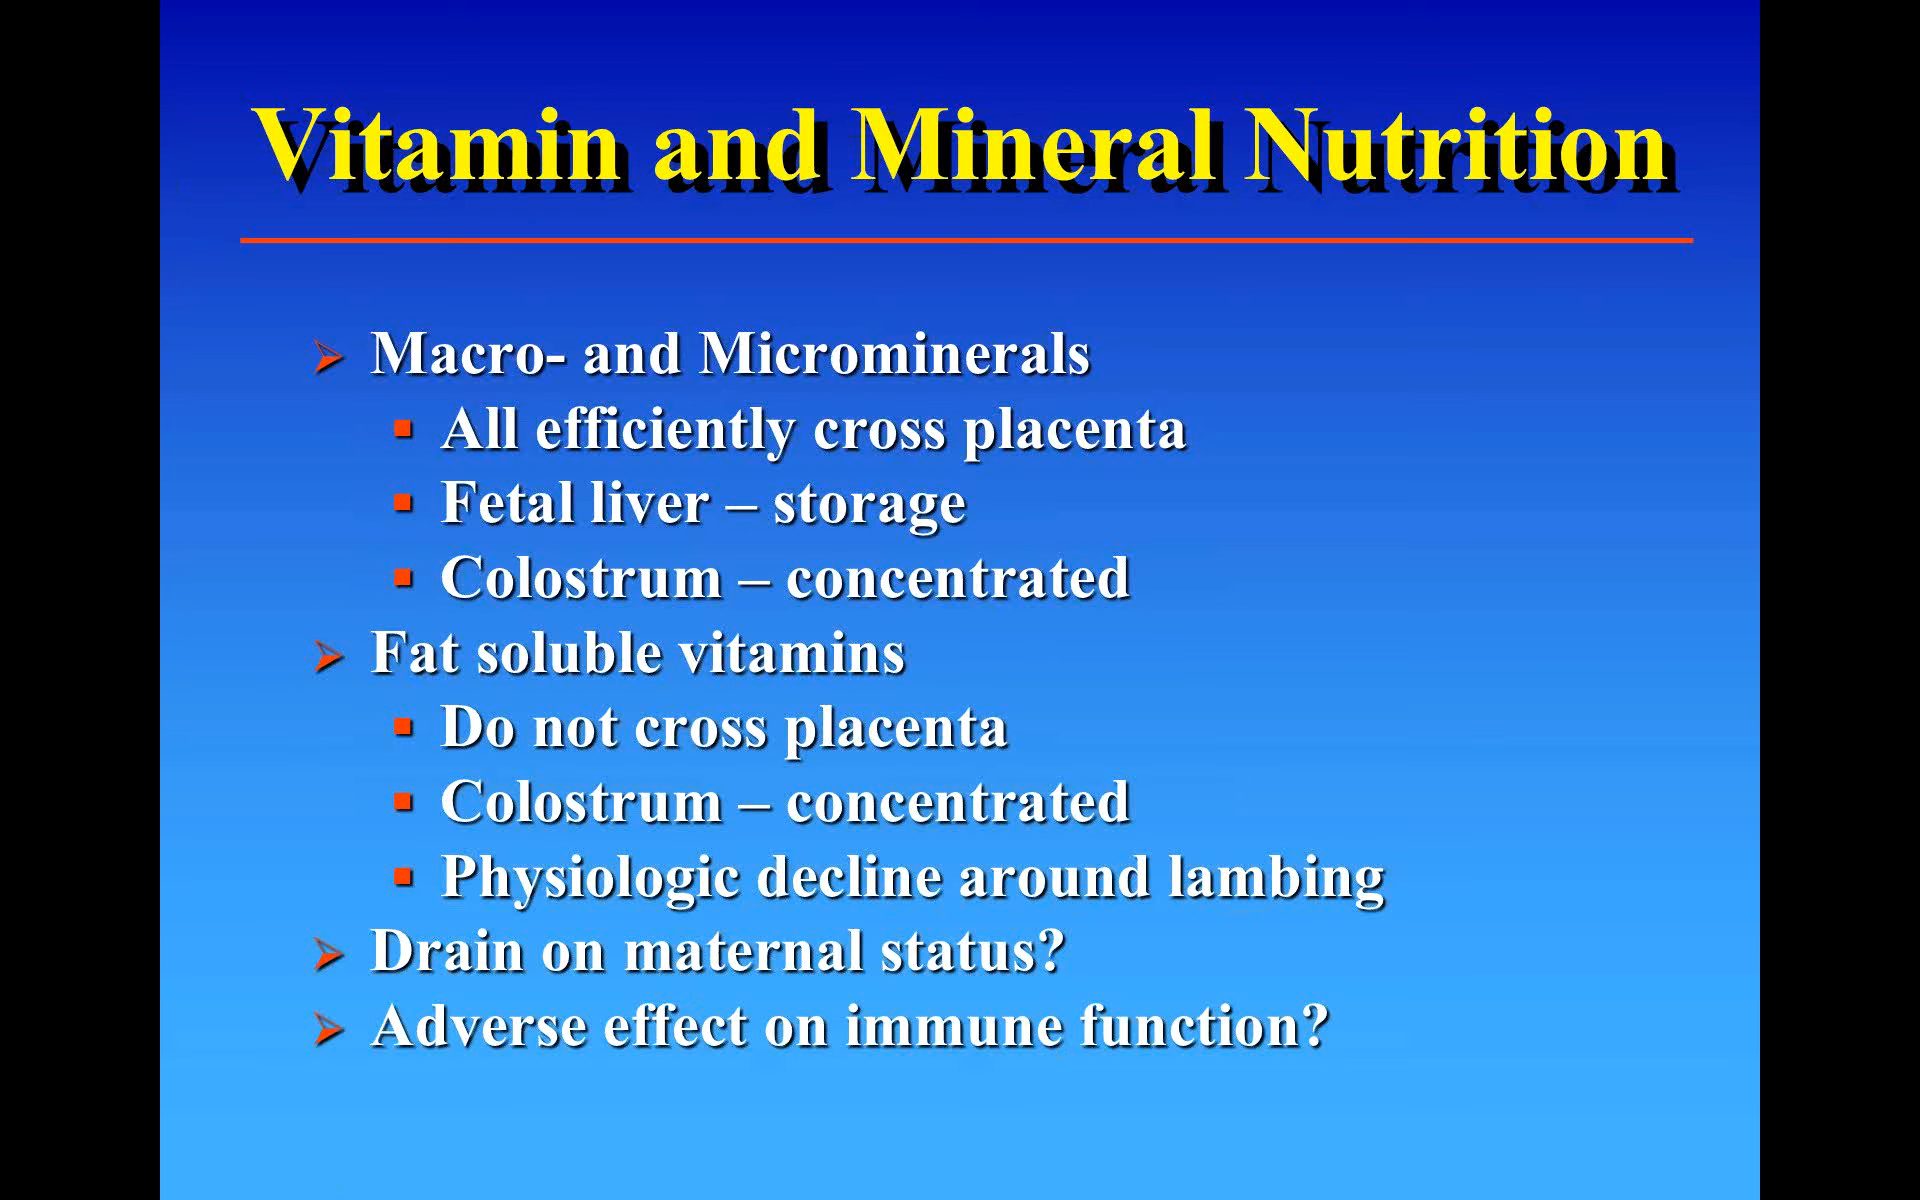 Vitamin and Mineral Nutrition
Macro- and Microminerals
All efficiently cross placenta
Fetal liver – storage
Colostrum – concentrated
Fat soluble vitamins
Do not cross placenta
Colostrum – concentrated
Physiologic decline around lambing
Drain on maternal status?
Adverse effect on immune function?